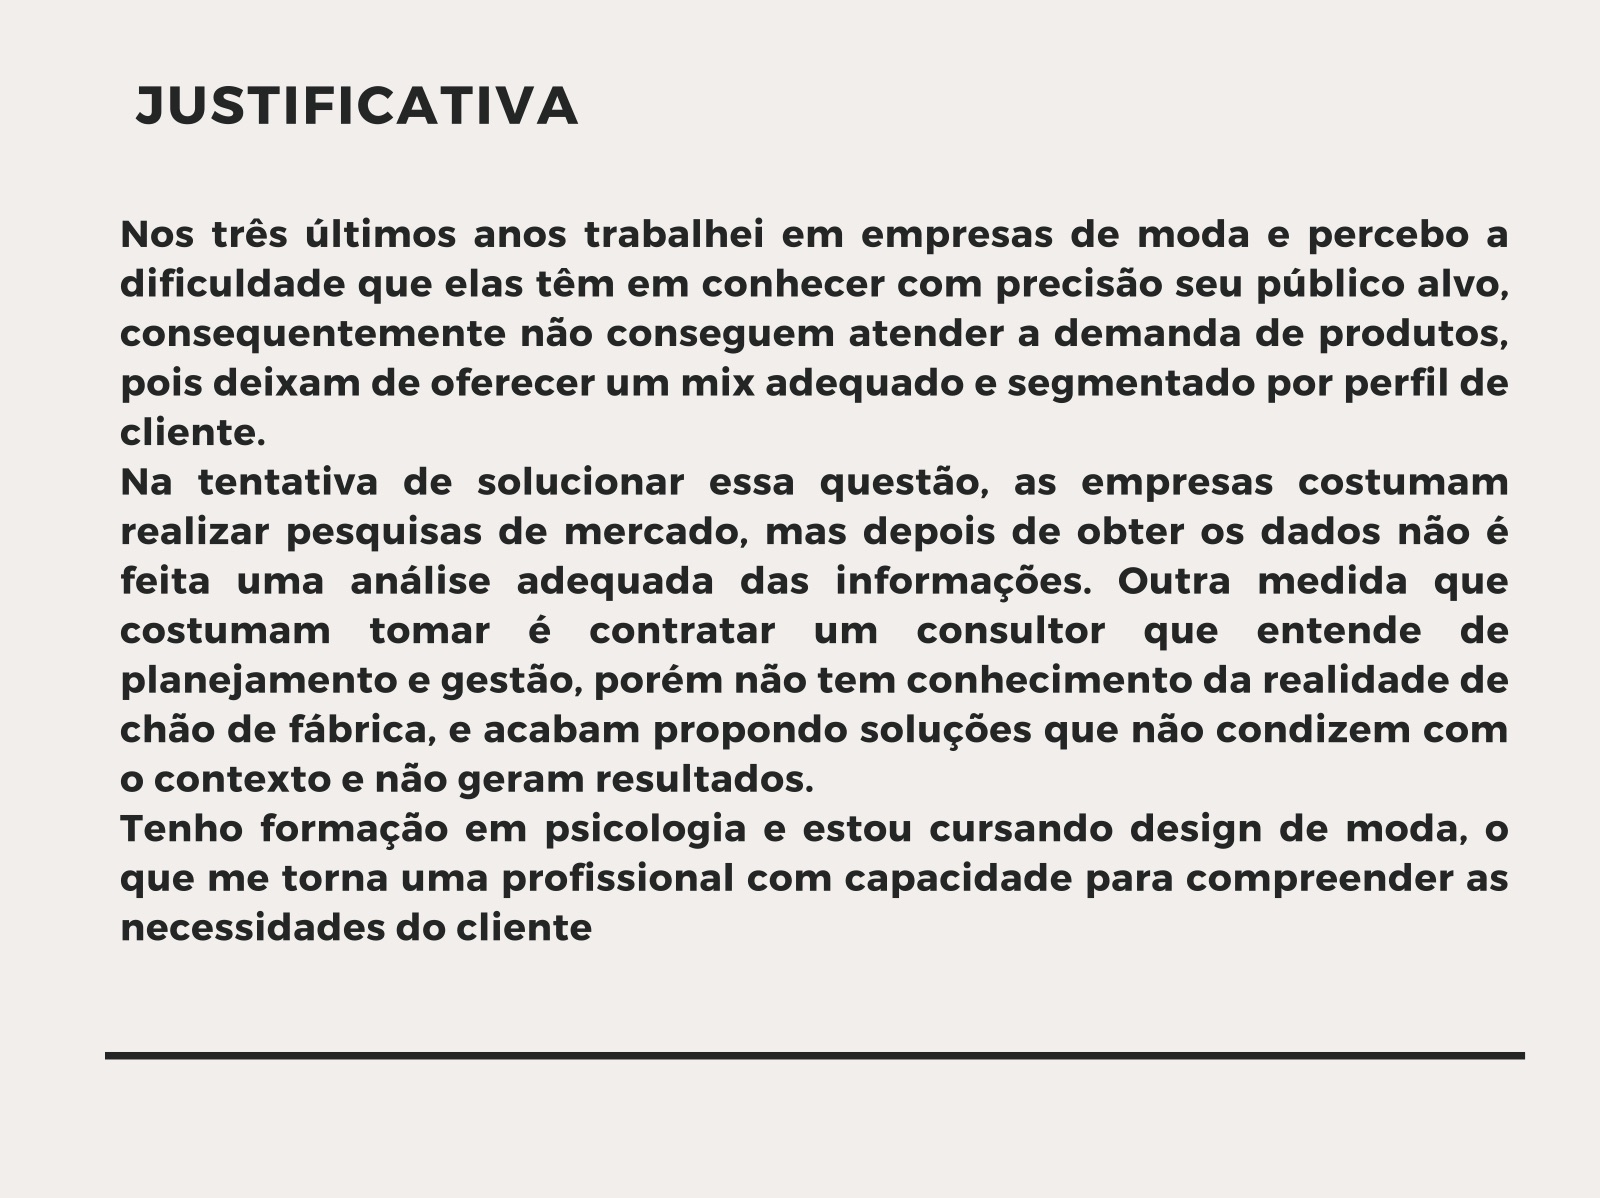 JUSTIFICATIVA
Nos três últimos anos trabalhei em empresas de moda e percebo a
dificuldade que elas têm em conhecer com precisão seu público alvo,
consequentemente não conseguem atender a demanda de produtos,
pois deixam de oferecer um mix adequado e segmentado por perfil de
cliente.
Na tentativa de solucionar essa questão, as empresas costumam
realizar pesquisas de mercado, mas depois de obter os dados não é
feita uma análise adequada das informações. Outra medida que
costumam tomar é contratar um consultor que entende de
planejamento e gestão, porém não tem conhecimento da realidade de
chão de fábrica, e acabam propondo soluções que não condizem com
o contexto e não geram resultados.
Tenho formação em psicologia e estou cursando design de moda, o
que me torna uma profissional com capacidade para compreender as
necessidades do cliente